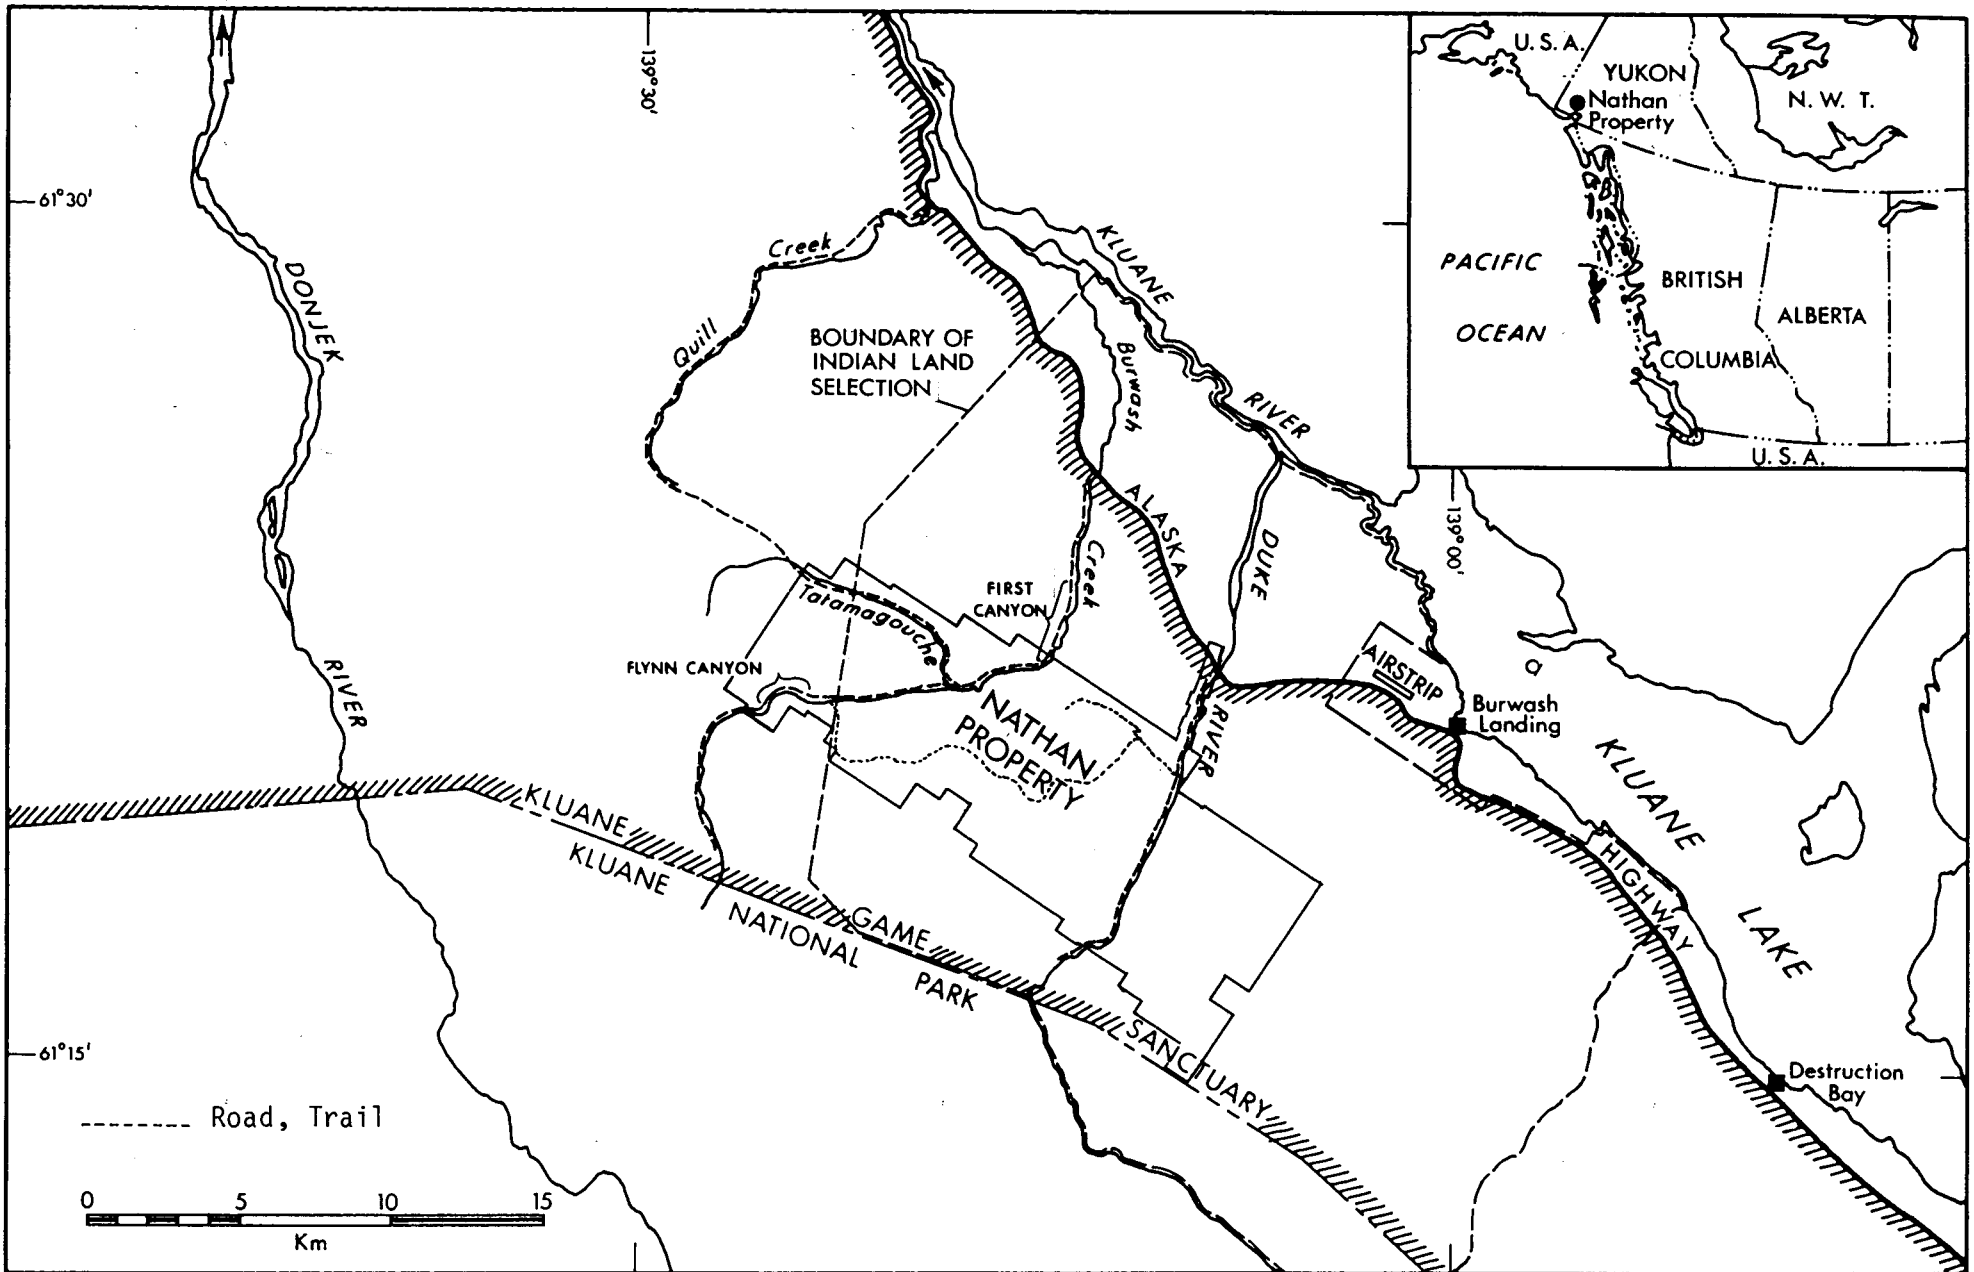 139°30'
61°30'
DONJEK
RIVER
Quill
Creek
BOUNDARY OF
INDIAN LAND
SELECTION
KLUANE
RIVER
Burwash
Creek
ALASKA
HIGHWAY
DUKE
RIVER
139°00'
FIRST
CANYON
Tatamagouche
FLYNN CANYON
NATHAN
PROPERTY
AIRSTRIP
Burwash
Landing
KLUANE
LAKE
KLUANE
GAME
SANCTUARY
KLUANE
NATIONAL
PARK
61°15'
Destruction
Bay
Road, Trail
0 5 10 15
Km
U.S.A.
YUKON
Nathan
Property
N. W. T.
PACIFIC
OCEAN
BRITISH
COLUMBIA
ALBERTA
U.S.A.